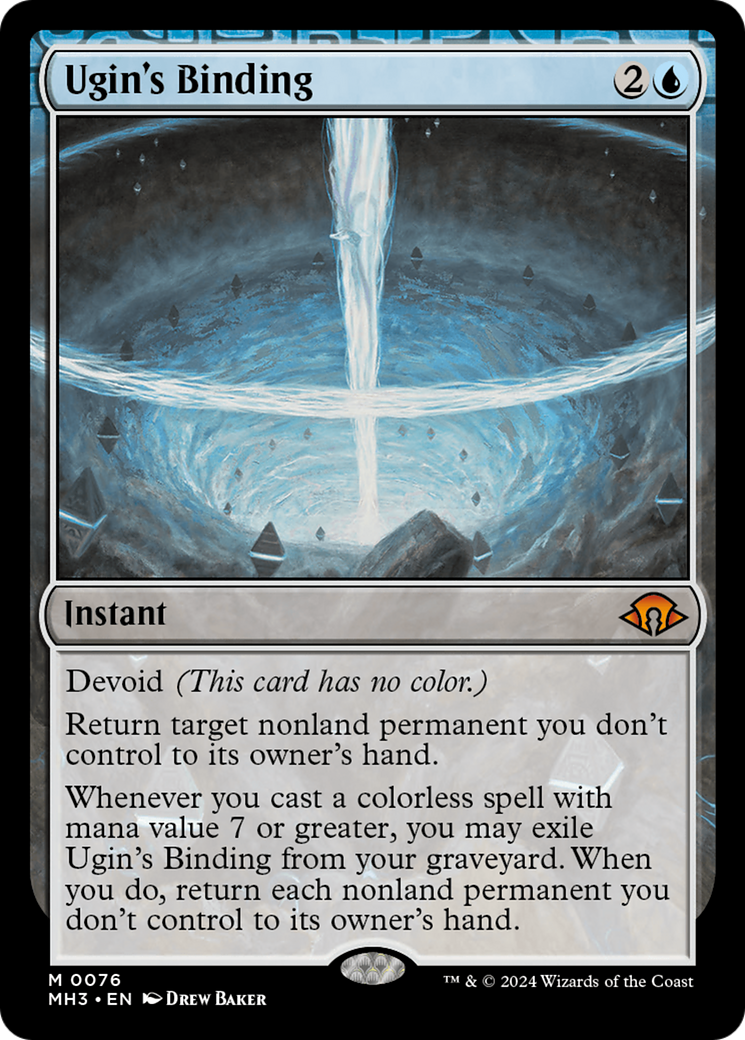 Ugin's Binding 2
Instant
Devoid (This card has no color.)
Return target nonland permanent you don't
control to its owner's hand.
Whenever you cast a colorless spell with
mana value 7 or greater, you may exile
Ugin's Binding from your graveyard. When
you do, return each nonland permanent you
don't control to its owner's hand.
M 0076
MH3 • EN Drew Baker
™ & © 2024 Wizards of the Coast